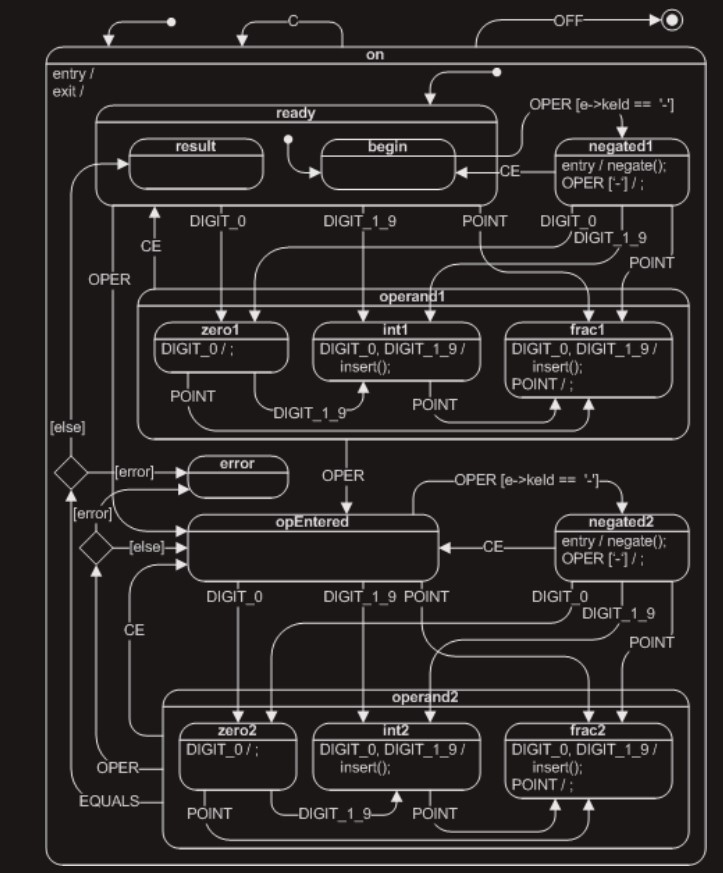 C
OFF
on
entry /
exit /
ready
OPER [e->keId == '-']
result
begin
negated1
entry / negate();
OPER ['-'] / ;
CE
DIGIT_0
DIGIT_1_9
POINT
DIGIT_0
DIGIT_1_9
POINT
CE
OPER
operand1
zero1
DIGIT_0 / ;
int1
DIGIT_0, DIGIT_1_9 /
insert();
frac1
DIGIT_0, DIGIT_1_9 /
insert();
POINT / ;
POINT
DIGIT_1_9
POINT
[else]
[error]
error
OPER
OPER [e->keId == '-']
[error]
opEntered
negated2
entry / negate();
OPER ['-'] / ;
[else]
CE
DIGIT_0
DIGIT_1_9
POINT
DIGIT_0
DIGIT_1_9
POINT
CE
operand2
zero2
DIGIT_0 / ;
int2
DIGIT_0, DIGIT_1_9 /
insert();
frac2
DIGIT_0, DIGIT_1_9 /
insert();
POINT / ;
OPER
EQUALS
POINT
DIGIT_1_9
POINT